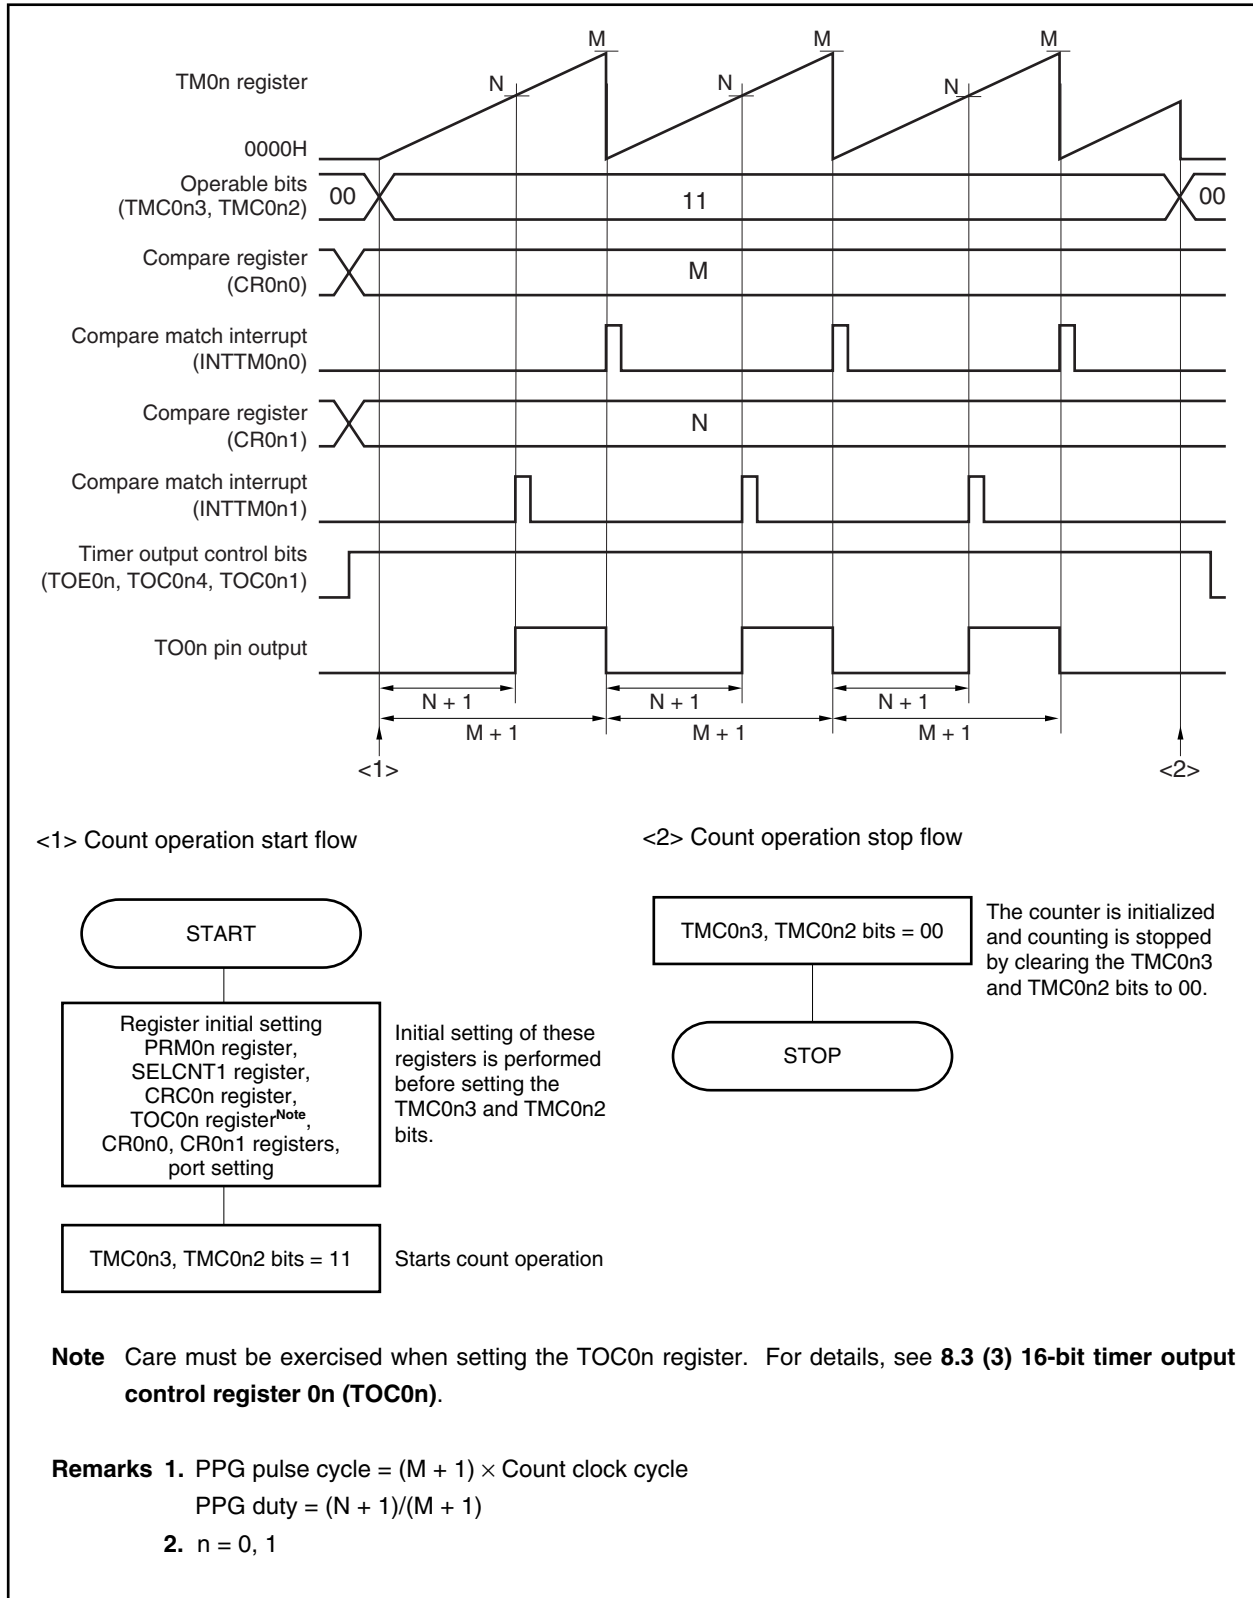 M
M
M
N
N
N
TM0n register
0000H
Operable bits
(TMC0n3, TMC0n2)
00
11
00
Compare register
(CR0n0)
M
Compare match interrupt
(INTTM0n0)
Compare register
(CR0n1)
N
Compare match interrupt
(INTTM0n1)
Timer output control bits
(TOE0n, TOC0n4, TOC0n1)
TO0n pin output
N + 1
N + 1
N + 1
M + 1
M + 1
M + 1
<1>
<2>
<1> Count operation start flow
START
Register initial setting
PRM0n register,
SELCNT1 register,
CRC0n register,
TOC0n registerNote,
CR0n0, CR0n1 registers,
port setting
Initial setting of these
registers is performed
before setting the
TMC0n3 and TMC0n2
bits.
TMC0n3, TMC0n2 bits = 11
Starts count operation
<2> Count operation stop flow
TMC0n3, TMC0n2 bits = 00
The counter is initialized
and counting is stopped
by clearing the TMC0n3
and TMC0n2 bits to 00.
STOP
Note Care must be exercised when setting the TOC0n register. For details, see 8.3 (3) 16-bit timer output
control register 0n (TOC0n).
Remarks 1. PPG pulse cycle = (M + 1) × Count clock cycle
PPG duty = (N + 1)/(M + 1)
2. n = 0, 1